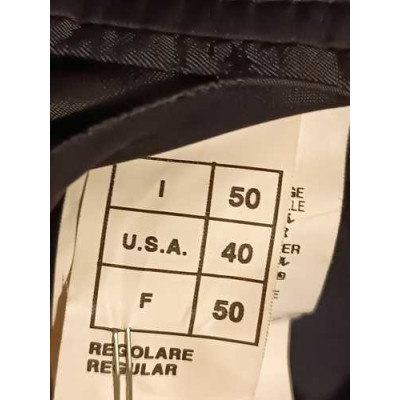 I 50
U.S.A. 40
F 50
REGOLARE
REGULAR